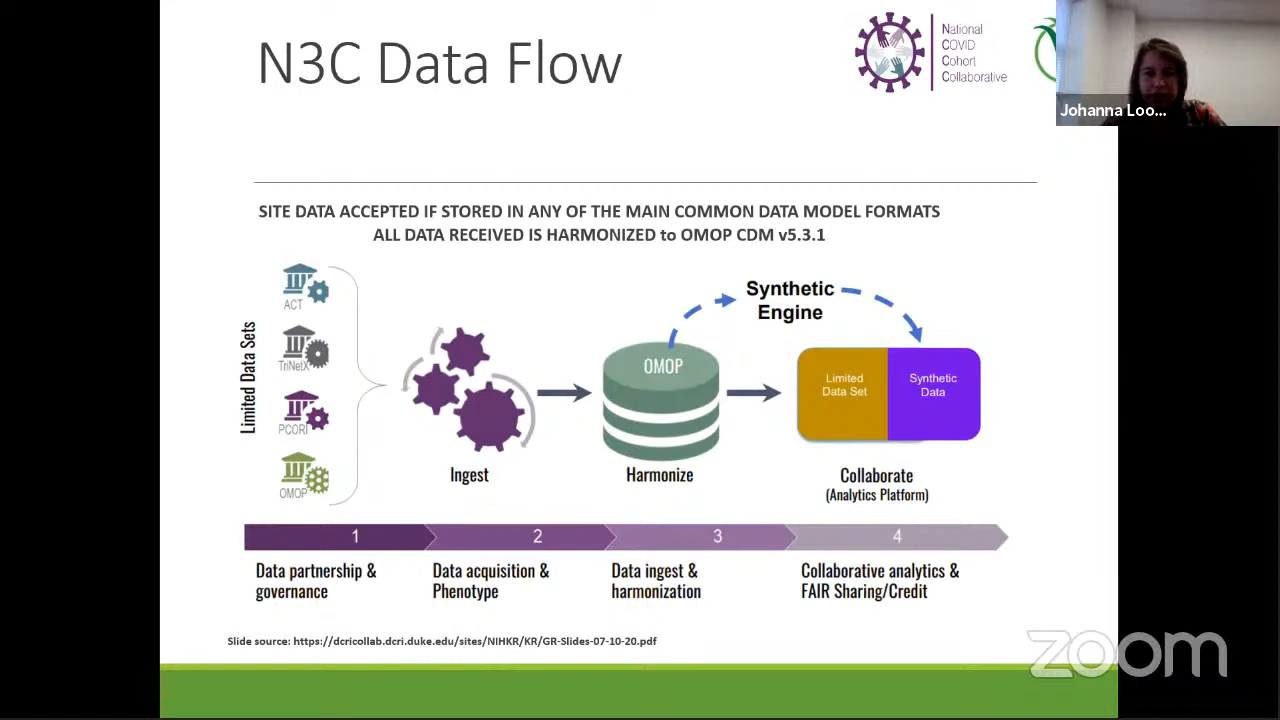 N3C Data Flow
National
COVID
Cohort
Collaborative
Johanna Loo...
SITE DATA ACCEPTED IF STORED IN ANY OF THE MAIN COMMON DATA MODEL FORMATS
ALL DATA RECEIVED IS HARMONIZED to OMOP CDM v5.3.1
Limited Data Sets
ACT
TriNetX
PCORI
OMOP
Ingest
OMOP
Harmonize
Synthetic
Engine
Limited
Data Set
Synthetic
Data
Collaborate
(Analytics Platform)
1
2
3
4
Data partnership &
governance
Data acquisition &
Phenotype
Data ingest &
harmonization
Collaborative analytics &
FAIR Sharing/Credit
Slide source: https://dcricollab.dcri.duke.edu/sites/NIHKR/KR/GR-Slides-07-10-20.pdf
zoom